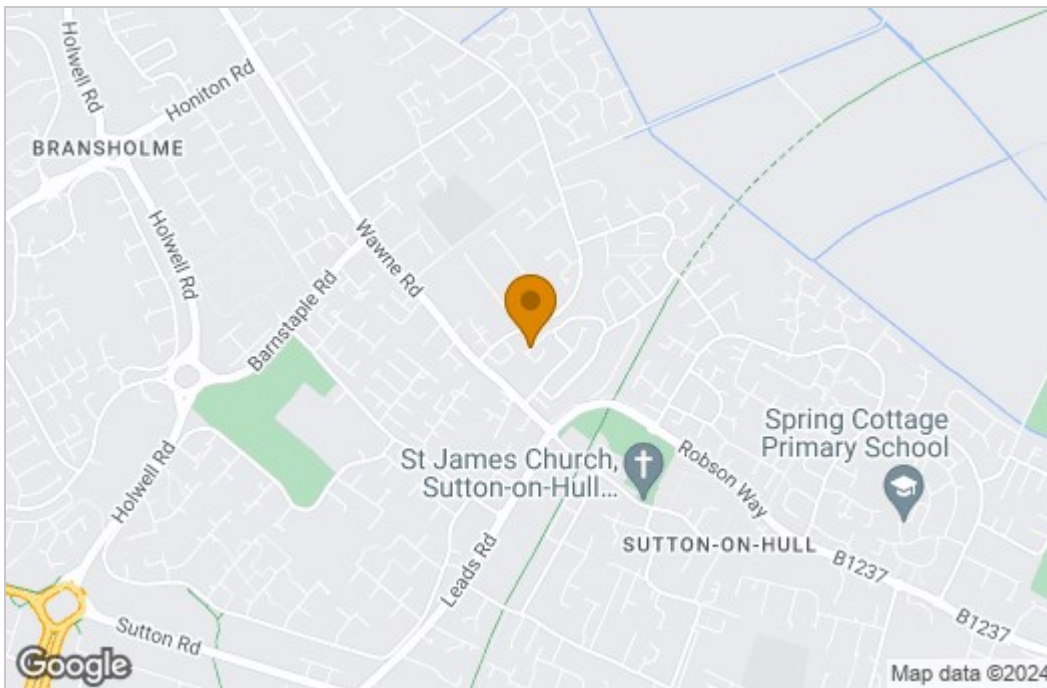 Holwell Rd
Honiton Rd
BRANSHOLME
Holwell Rd
Wawne Rd
Barnstaple Rd
Spring Cottage
Primary School
St James Church,
Sutton-on-Hull...
Robson Way
Holwell Rd
SUTTON-ON-HULL
B1237
Leads Rd
B1237
Sutton Rd
Google
Map data ©2024